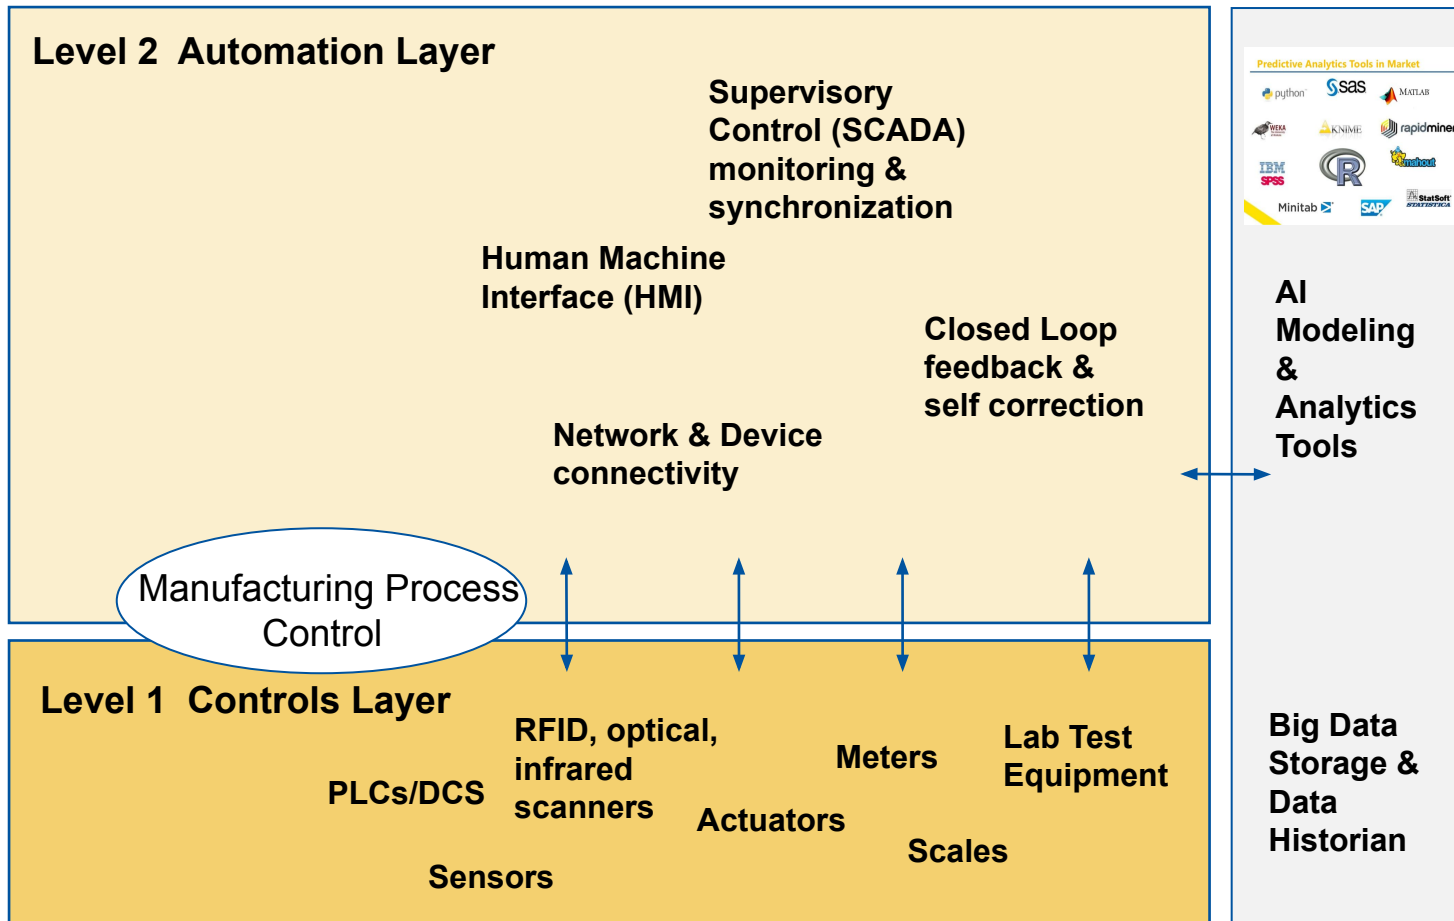 Level 2  Automation Layer
Supervisory
Control (SCADA)
monitoring &
synchronization
Human Machine
Interface (HMI)
Closed Loop
feedback &
self correction
Network & Device
connectivity
Manufacturing Process
Control
Level 1  Controls Layer
RFID, optical,
infrared
scanners
PLCs/DCS
Sensors
Actuators
Meters
Scales
Lab Test
Equipment
Predictive Analytics Tools in Market
python
sas
MATLAB
WEKA
KNIME
rapidminer
IBM
SPSS
R
mahout
Minitab
SAP
StatSoft
STATISTICA
AI
Modeling
&
Analytics
Tools
Big Data
Storage &
Data
Historian